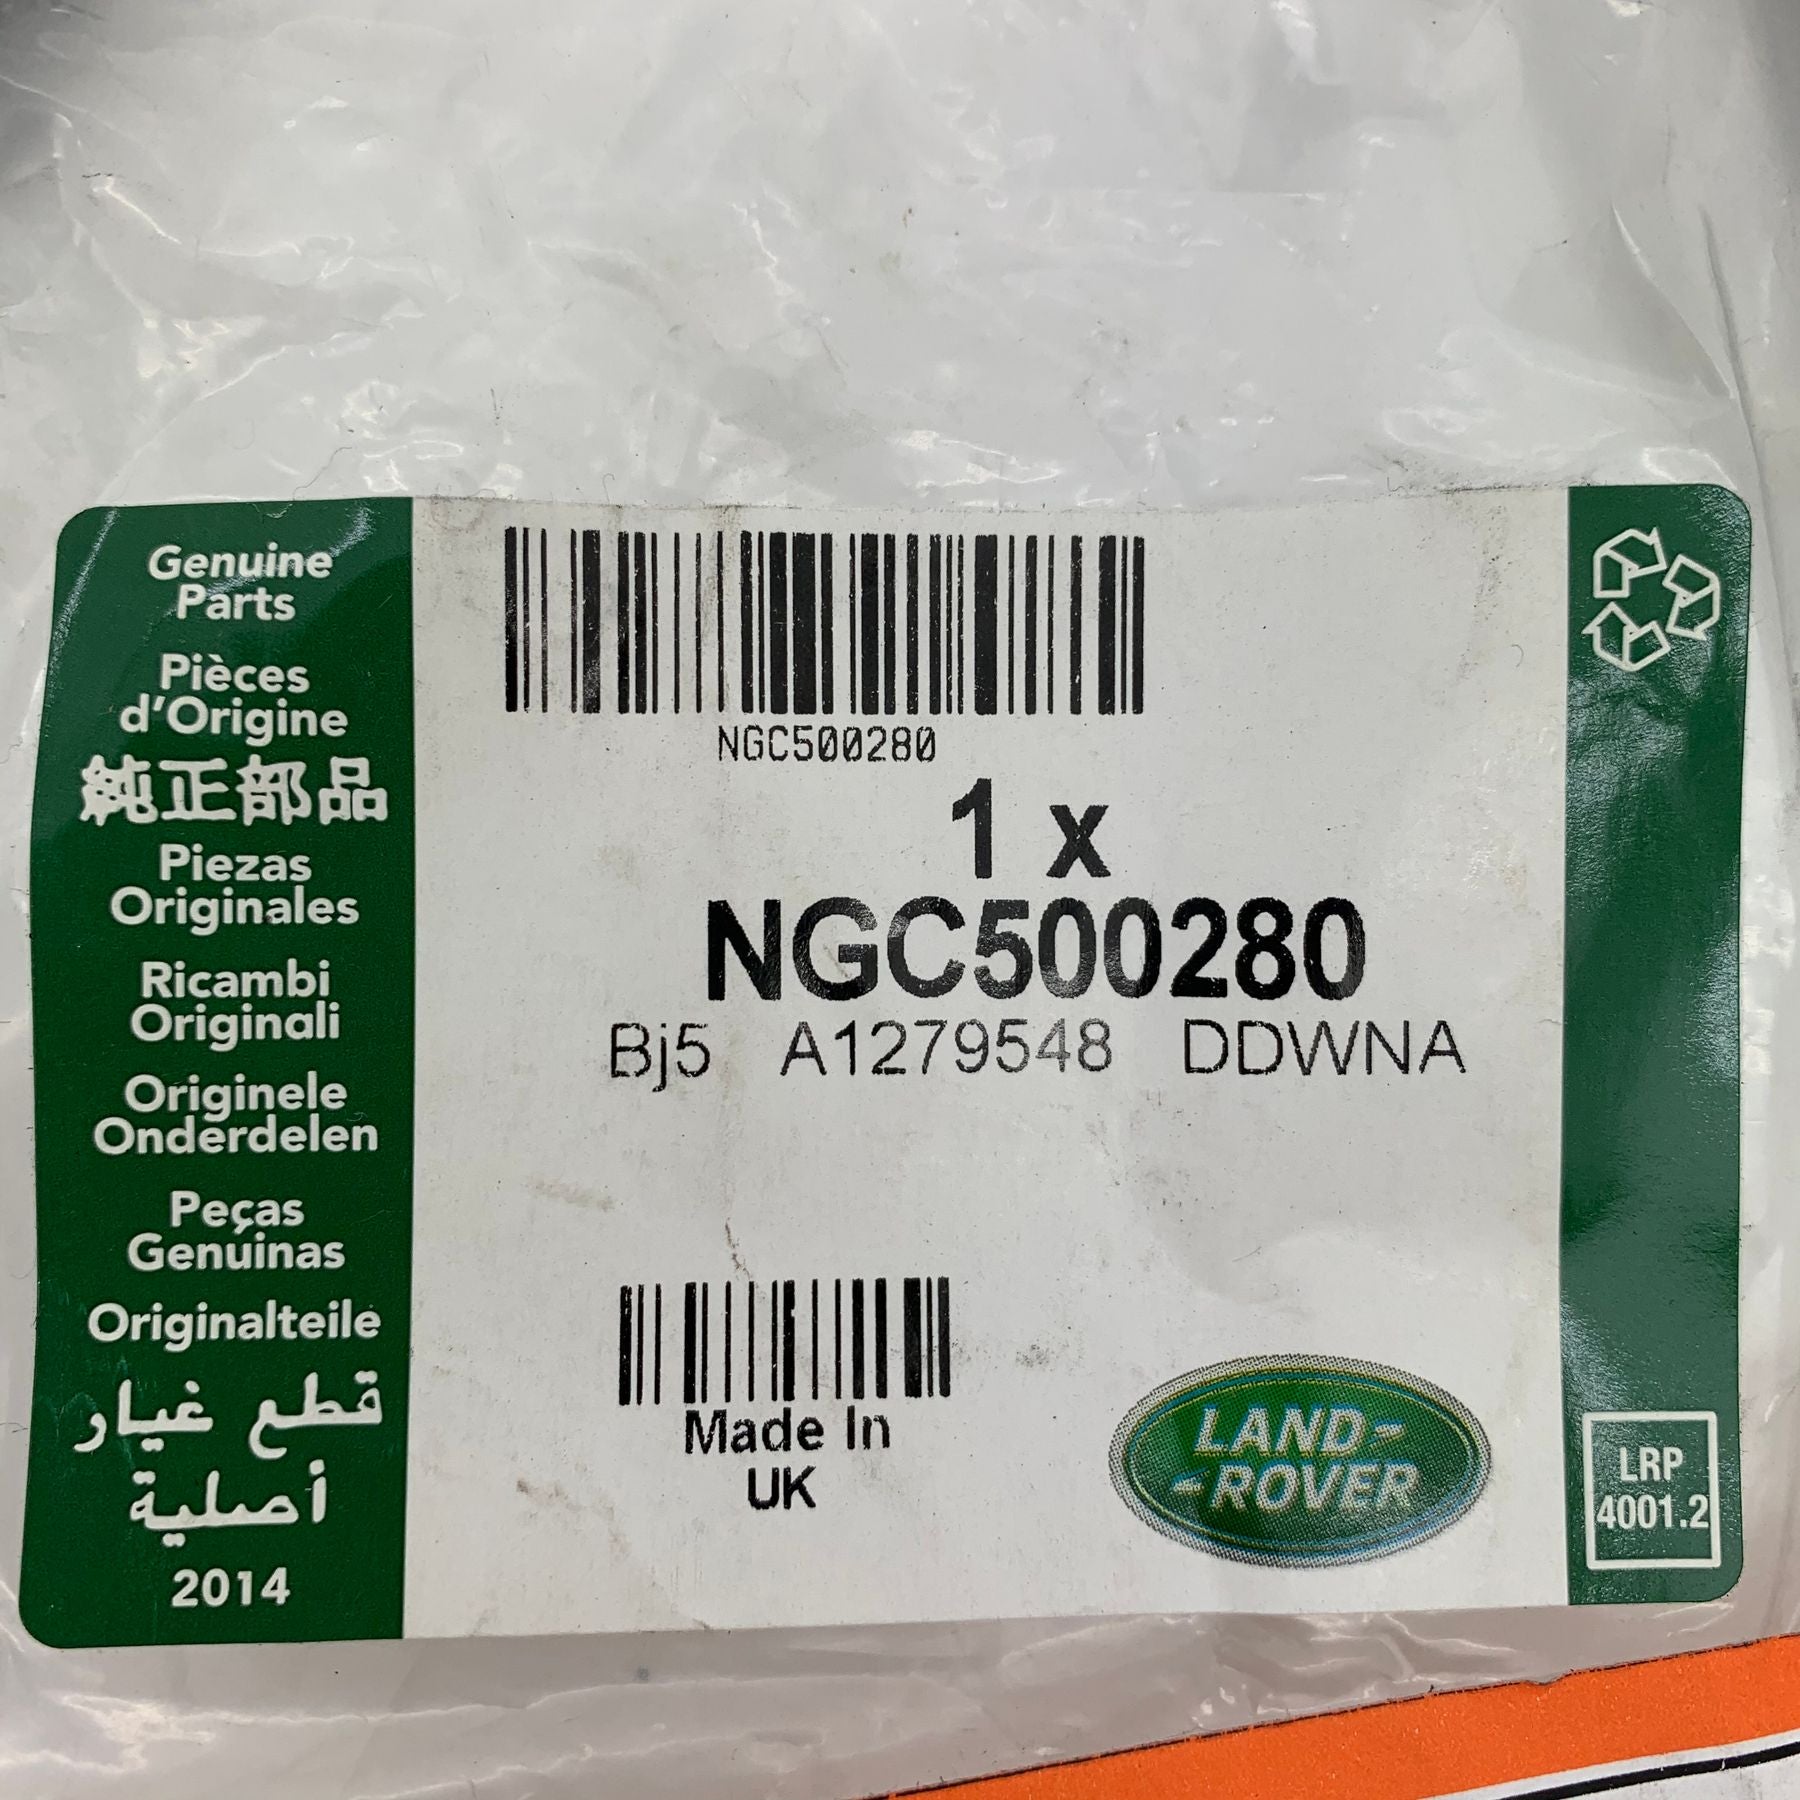 Genuine
Parts
Pièces
d'Origine
純正部品
Piezas
Originales
Ricambi
Originali
Originele
Onderdelen
Peças
Genuinas
Originalteile
قطع غيار
أصلية
2014
NGC500280
1 x
NGC500280
Bj5 A1279548 DDWNA
Made In
UK
LAND-
-ROVER
LRP
4001.2